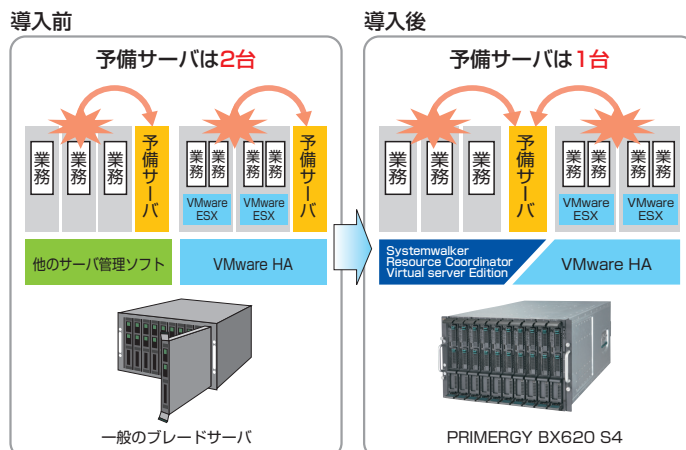 導入前
予備サーバは2台
業務
業務
業務
予備サーバ
業務
業務
業務
業務
VMware
ESX
VMware
ESX
予備サーバ
他のサーバ管理ソフト
VMware HA
一般のブレードサーバ
導入後
予備サーバは1台
業務
業務
業務
予備サーバ
業務
業務
業務
業務
VMware
ESX
VMware
ESX
Systemwalker
Resource Coordinator
Virtual server Edition
VMware HA
PRIMERGY BX620 S4